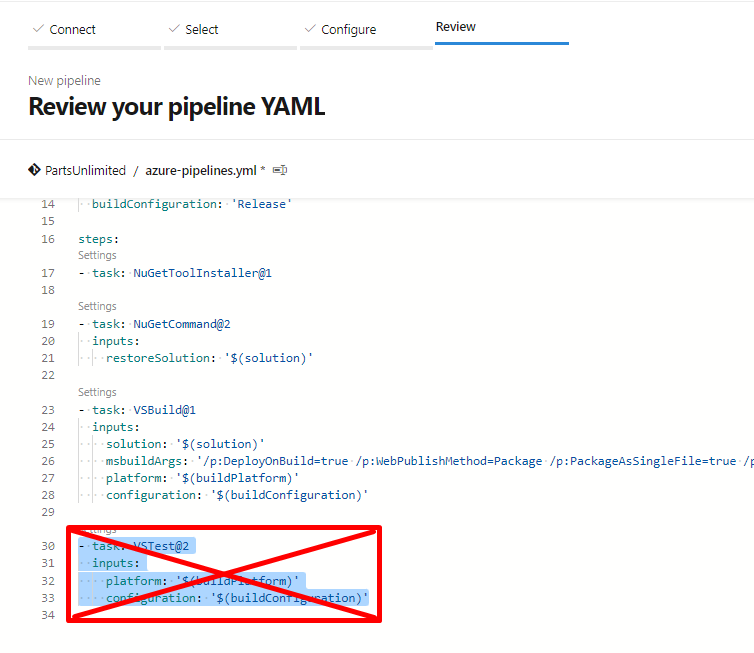 Connect Select Configure Review
New pipeline
Review your pipeline YAML
PartsUnlimited / azure-pipelines.yml *
14 buildConfiguration: 'Release'
15
16 steps:
Settings
17 - task: NuGetToolInstaller@1
18
Settings
19 - task: NuGetCommand@2
20 inputs:
21 restoreSolution: '$(solution)'
22
Settings
23 - task: VSBuild@1
24 inputs:
25 solution: '$(solution)'
26 msbuildArgs: '/p:DeployOnBuild=true /p:WebPublishMethod=Package /p:PackageAsSingleFile=true /p
27 platform: '$(buildPlatform)'
28 configuration: '$(buildConfiguration)'
29
Settings
30 - task: VSTest@2
31 inputs:
32 platform: '$(buildPlatform)'
33 configuration: '$(buildConfiguration)'
34